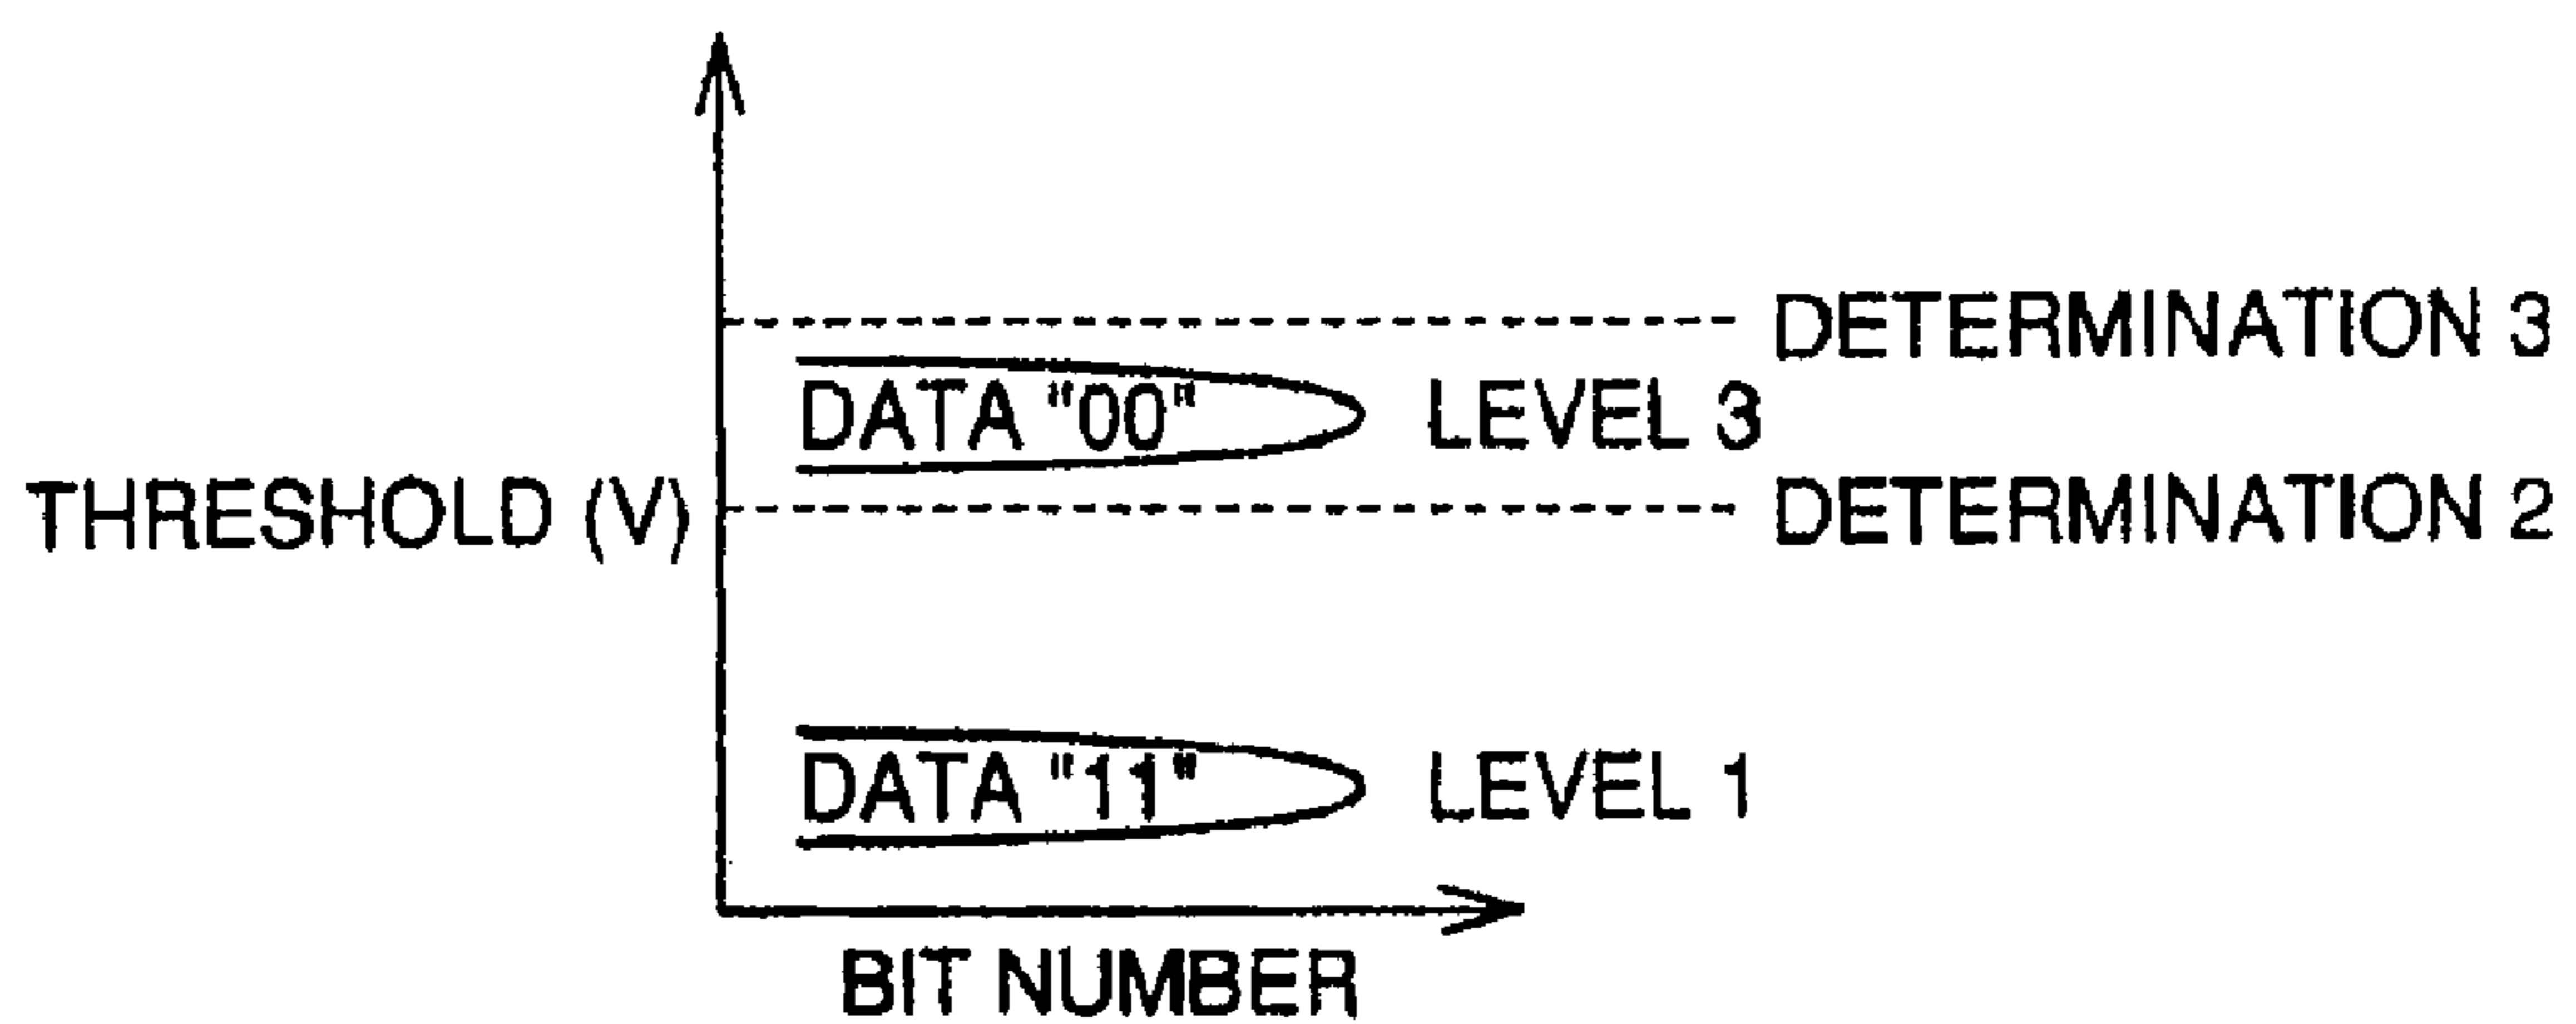 DETERMINATION 3
DATA "00" LEVEL 3
THRESHOLD (V) DETERMINATION 2
DATA "11" LEVEL 1
BIT NUMBER